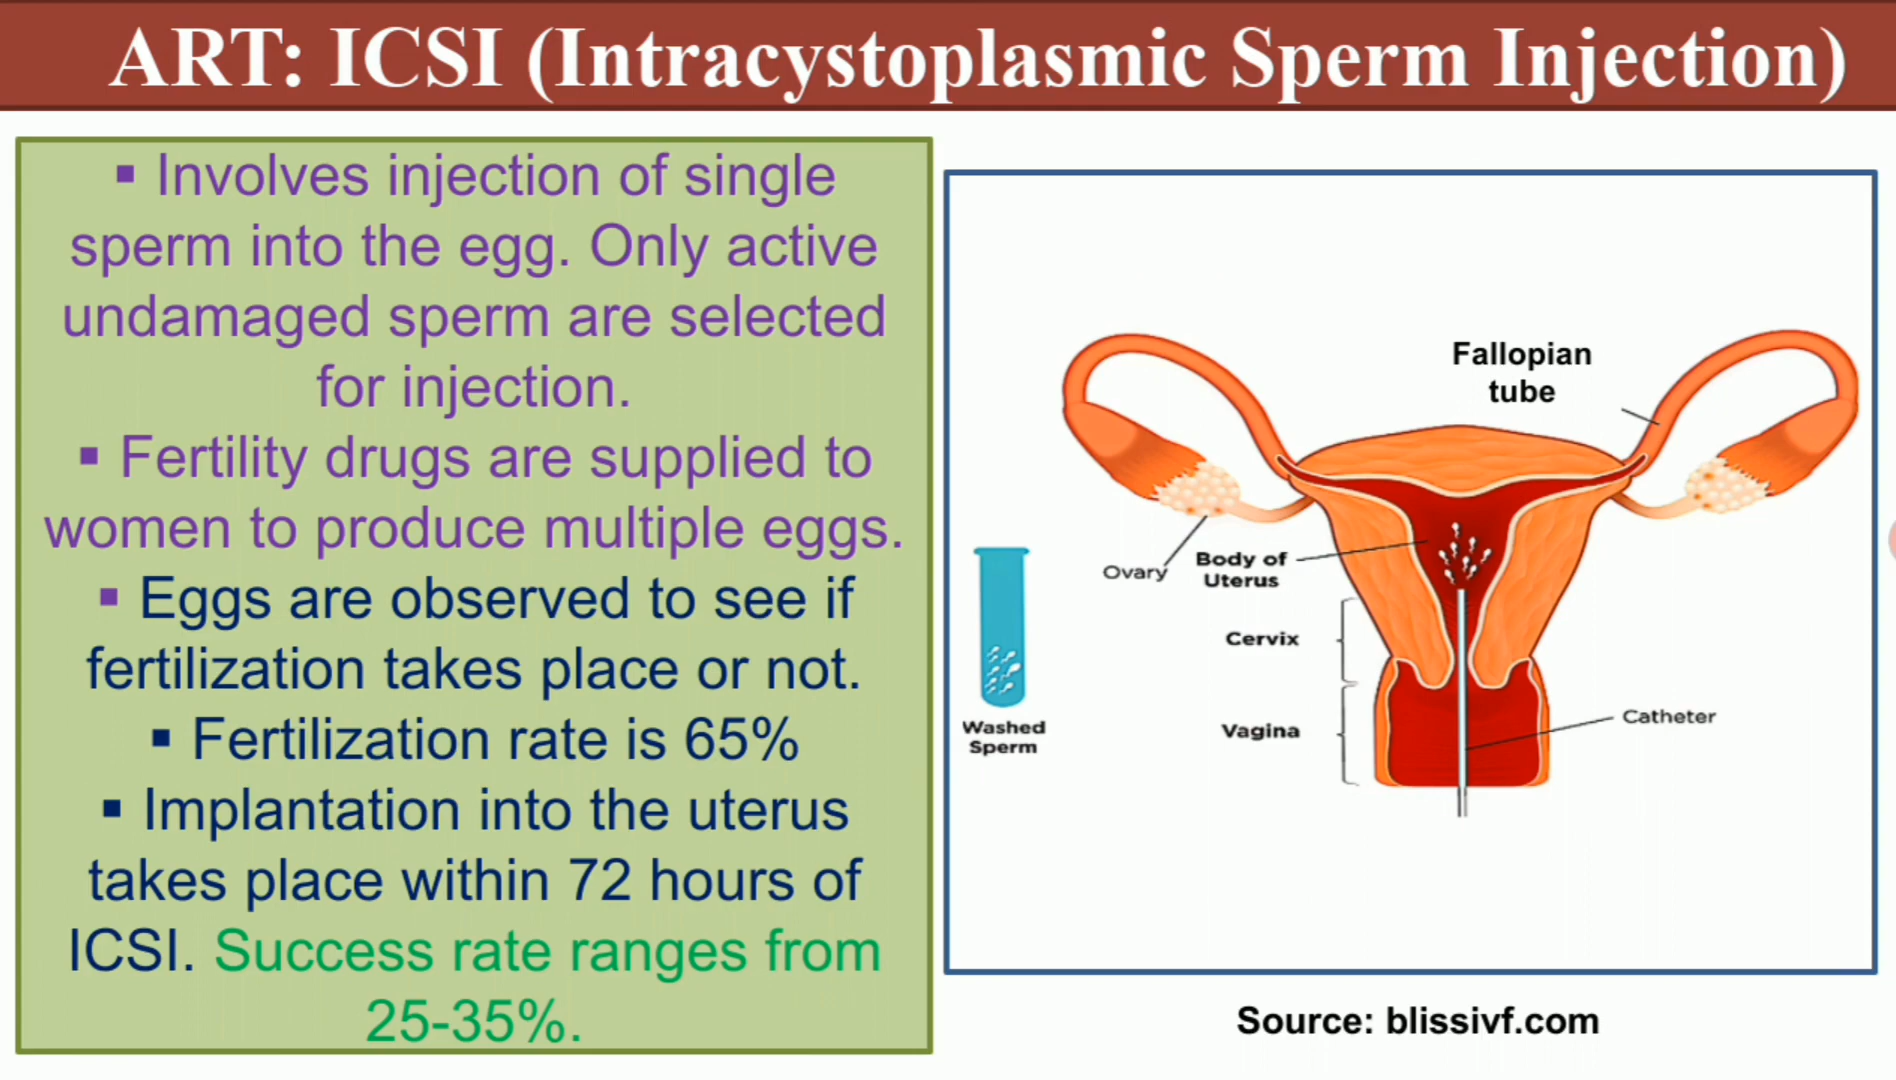 ART: ICSI (Intracystoplasmic Sperm Injection)
▪ Involves injection of single
sperm into the egg. Only active
undamaged sperm are selected
for injection.
▪ Fertility drugs are supplied to
women to produce multiple eggs.
▪ Eggs are observed to see if
fertilization takes place or not.
▪ Fertilization rate is 65%
▪ Implantation into the uterus
takes place within 72 hours of
ICSI. Success rate ranges from
25-35%.
Fallopian
tube
Ovary
Body of
Uterus
Cervix
Vagina
Catheter
Washed
Sperm
Source: blissivf.com